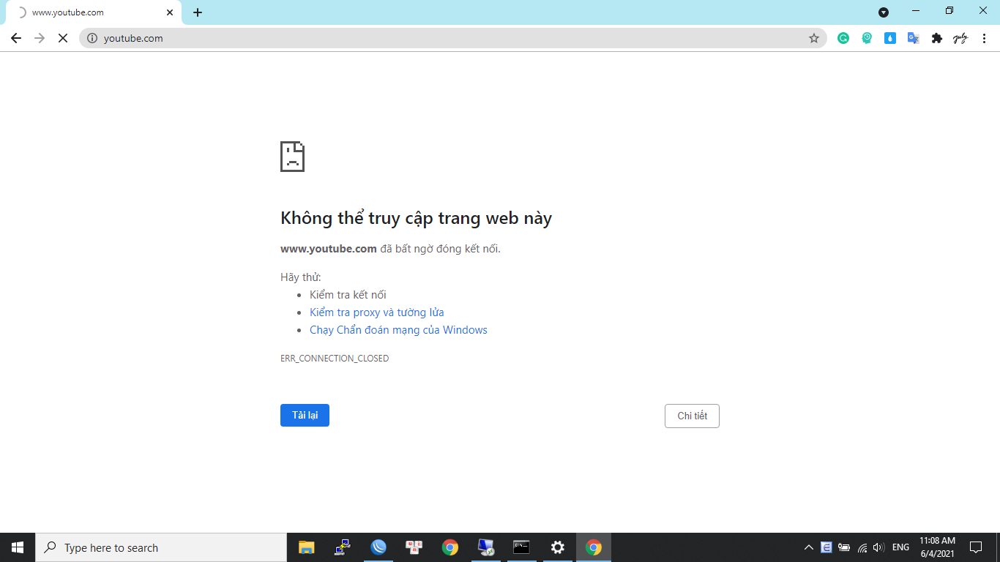 www.youtube.com
youtube.com
july
Không thể truy cập trang web này
www.youtube.com đã bất ngờ đóng kết nối.
Hãy thử:
Kiểm tra kết nối
Kiểm tra proxy và tường lửa
Chạy Chẩn đoán mạng của Windows
ERR_CONNECTION_CLOSED
Tải lại
Chi tiết
Type here to search
ENG
11:08 AM
6/4/2021